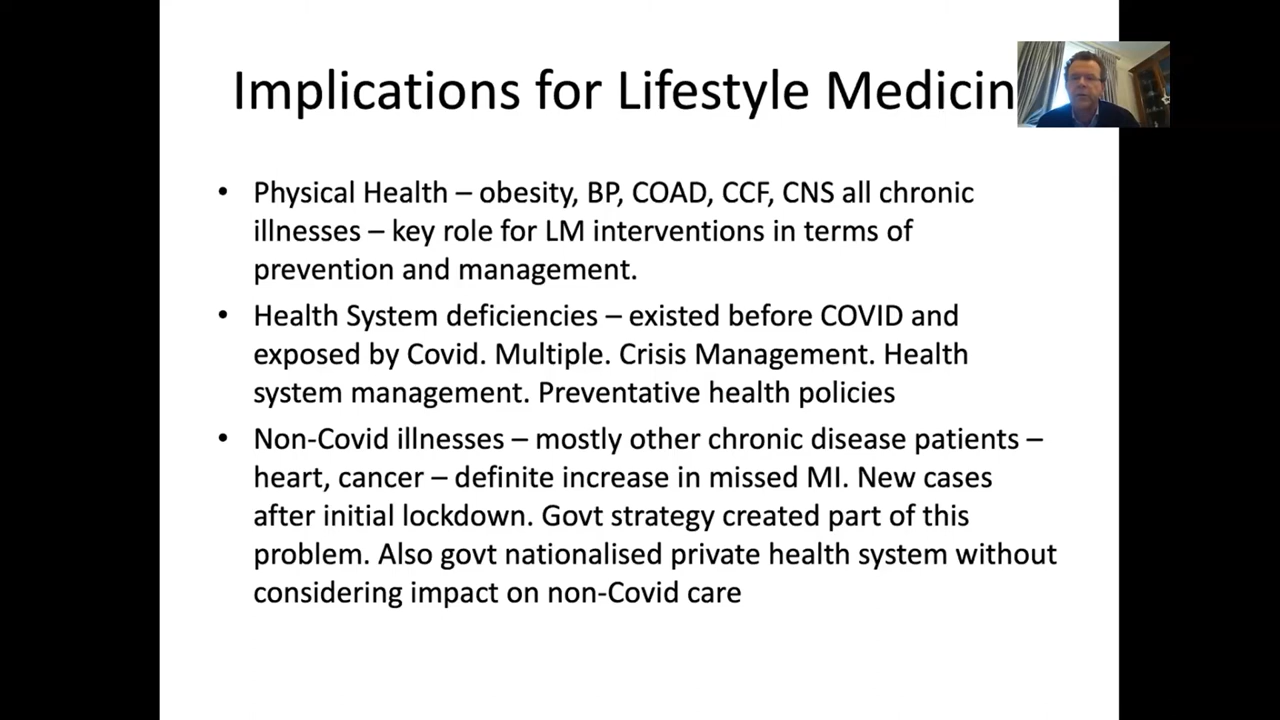 Implications for Lifestyle Medicin
• Physical Health – obesity, BP, COAD, CCF, CNS all chronic
illnesses – key role for LM interventions in terms of
prevention and management.
• Health System deficiencies – existed before COVID and
exposed by Covid. Multiple. Crisis Management. Health
system management. Preventative health policies
• Non-Covid illnesses – mostly other chronic disease patients –
heart, cancer – definite increase in missed MI. New cases
after initial lockdown. Govt strategy created part of this
problem. Also govt nationalised private health system without
considering impact on non-Covid care